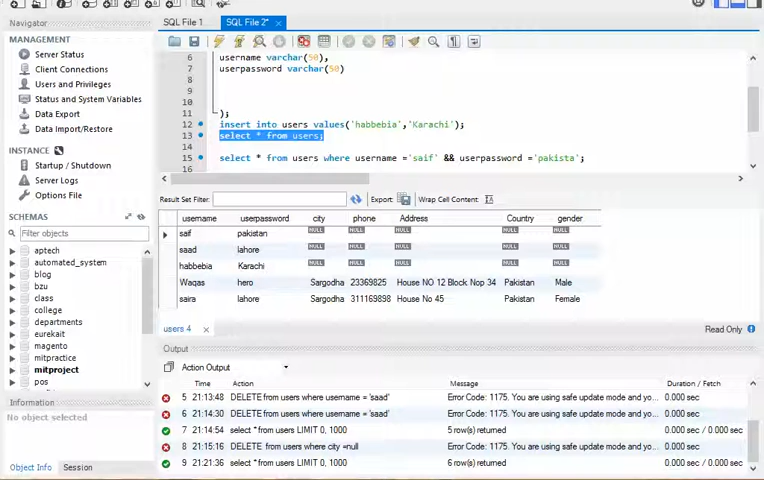 Navigator
MANAGEMENT
Server Status
Client Connections
Users and Privileges
Status and System Variables
Data Export
Data Import/Restore
INSTANCE
Startup / Shutdown
Server Logs
Options File
SCHEMAS
Filter objects
aptech
automated_system
blog
bzu
class
college
departments
eurekait
magento
mitpractice
mitproject
pos
Information
No object selected
Object Info Session
SQL File 1 SQL File 2*
6 username varchar(50),
7 userpassword varchar(50)
8
9
10
11 );
12 insert into users values('habbebia','Karachi');
13 select * from users;
14
15 select * from users where username ='saif' && userpassword ='pakista';
16
Result Set Filter: Export: Wrap Cell Content:
username userpassword city phone Address Country gender
saif pakistan NULL NULL NULL NULL NULL
saad lahore NULL NULL NULL NULL NULL
habbebia Karachi NULL NULL NULL NULL NULL
Waqas hero Sargodha 23369825 House NO 12 Block Nop 34 Pakistan Male
saira lahore Sargodha 311169898 House No 45 Pakistan Female
users 4 Read Only
Output
Action Output
Time Action Message Duration / Fetch
5 21:13:48 DELETE from users where username = 'saad' Error Code: 1175. You are using safe update mode and yo... 0.000 sec
6 21:14:30 DELETE from users where username = 'saad' Error Code: 1175. You are using safe update mode and yo... 0.000 sec
7 21:14:54 select * from users LIMIT 0, 1000 5 row(s) returned 0.000 sec / 0.000 sec
8 21:15:16 DELETE from users where city =null Error Code: 1175. You are using safe update mode and yo... 0.000 sec
9 21:21:36 select * from users LIMIT 0, 1000 6 row(s) returned 0.000 sec / 0.000 sec